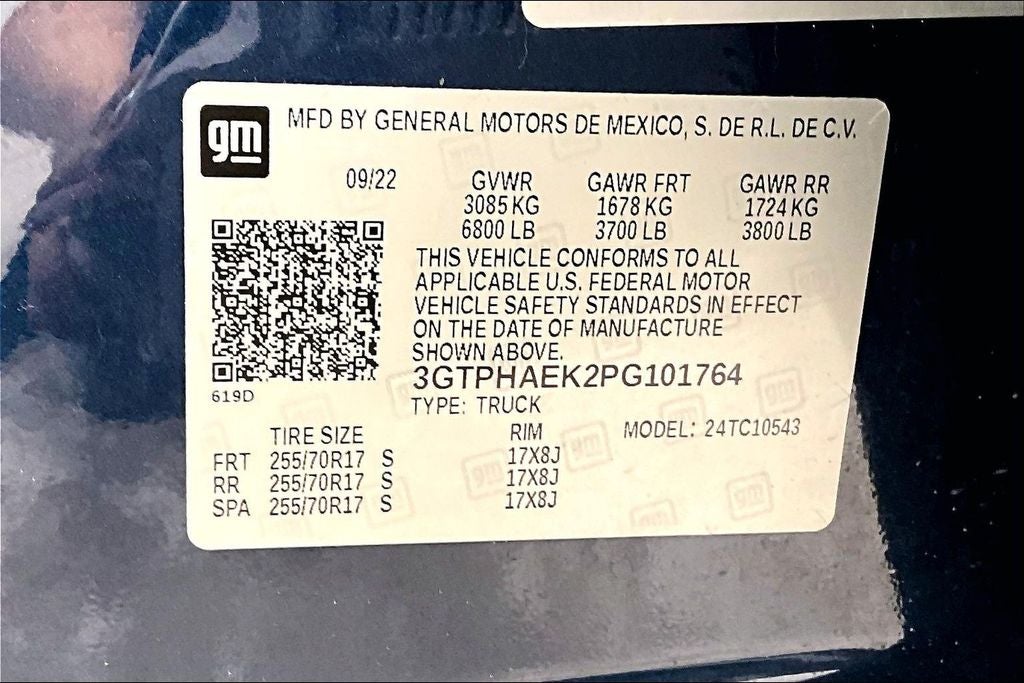 gm MFD BY GENERAL MOTORS DE MEXICO, S. DE R.L. DE C.V.
09/22 GVWR GAWR FRT GAWR RR
3085 KG 1678 KG 1724 KG
6800 LB 3700 LB 3800 LB
THIS VEHICLE CONFORMS TO ALL
APPLICABLE U.S. FEDERAL MOTOR
VEHICLE SAFETY STANDARDS IN EFFECT
ON THE DATE OF MANUFACTURE
SHOWN ABOVE.
3GTPHAEK2PG101764
619D
TYPE: TRUCK
TIRE SIZE RIM MODEL: 24TC10543
FRT 255/70R17 S 17X8J
RR 255/70R17 S 17X8J
SPA 255/70R17 S 17X8J